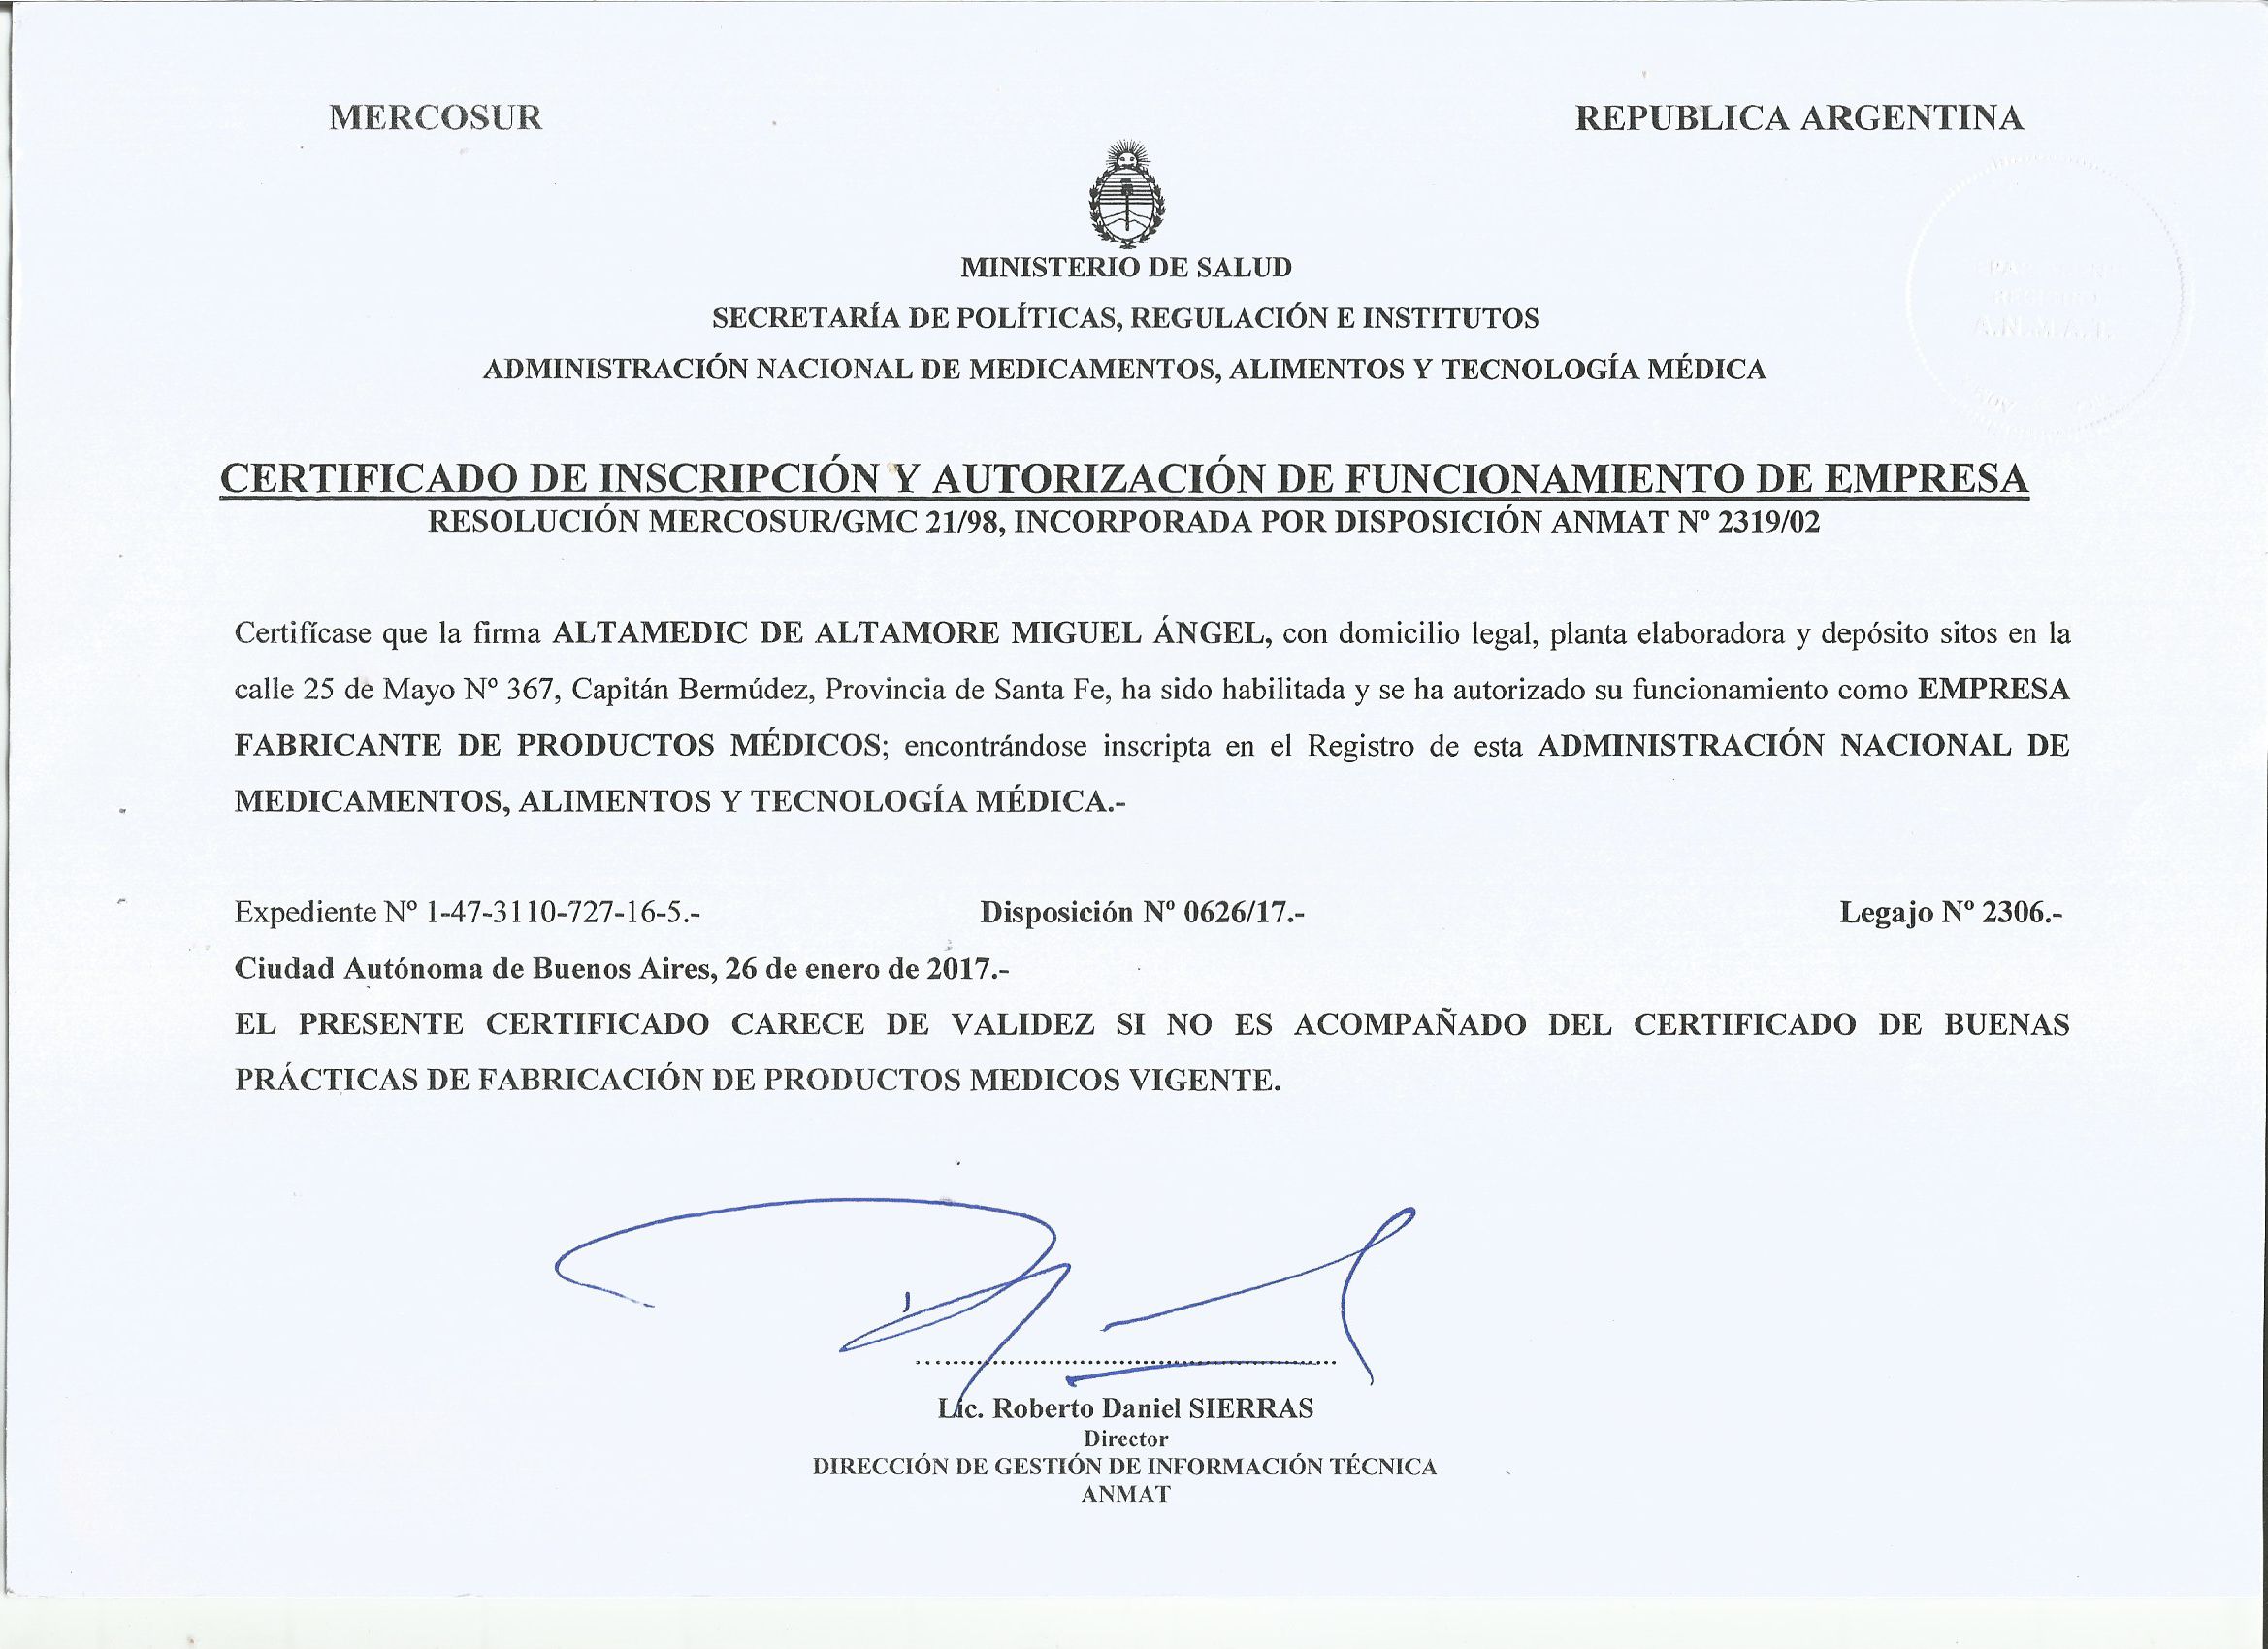 MERCOSUR
REPUBLICA ARGENTINA
MINISTERIO DE SALUD
SECRETARÍA DE POLÍTICAS, REGULACIÓN E INSTITUTOS
ADMINISTRACIÓN NACIONAL DE MEDICAMENTOS, ALIMENTOS Y TECNOLOGÍA MÉDICA
REGISTRO
A.N.M.A.T.
CERTIFICADO DE INSCRIPCIÓN Y AUTORIZACIÓN DE FUNCIONAMIENTO DE EMPRESA
RESOLUCIÓN MERCOSUR/GMC 21/98, INCORPORADA POR DISPOSICIÓN ANMAT Nº 2319/02
Certifícase que la firma ALTAMEDIC DE ALTAMORE MIGUEL ÁNGEL, con domicilio legal, planta elaboradora y depósito sitos en la
calle 25 de Mayo Nº 367, Capitán Bermúdez, Provincia de Santa Fe, ha sido habilitada y se ha autorizado su funcionamiento como EMPRESA
FABRICANTE DE PRODUCTOS MÉDICOS; encontrándose inscripta en el Registro de esta ADMINISTRACIÓN NACIONAL DE
MEDICAMENTOS, ALIMENTOS Y TECNOLOGÍA MÉDICA.-
Expediente Nº 1-47-3110-727-16-5.- Disposición Nº 0626/17.- Legajo Nº 2306.-
Ciudad Autónoma de Buenos Aires, 26 de enero de 2017.-
EL PRESENTE CERTIFICADO CARECE DE VALIDEZ SI NO ES ACOMPAÑADO DEL CERTIFICADO DE BUENAS
PRÁCTICAS DE FABRICACIÓN DE PRODUCTOS MEDICOS VIGENTE.
Lic. Roberto Daniel SIERRAS
Director
DIRECCIÓN DE GESTIÓN DE INFORMACIÓN TÉCNICA
ANMAT